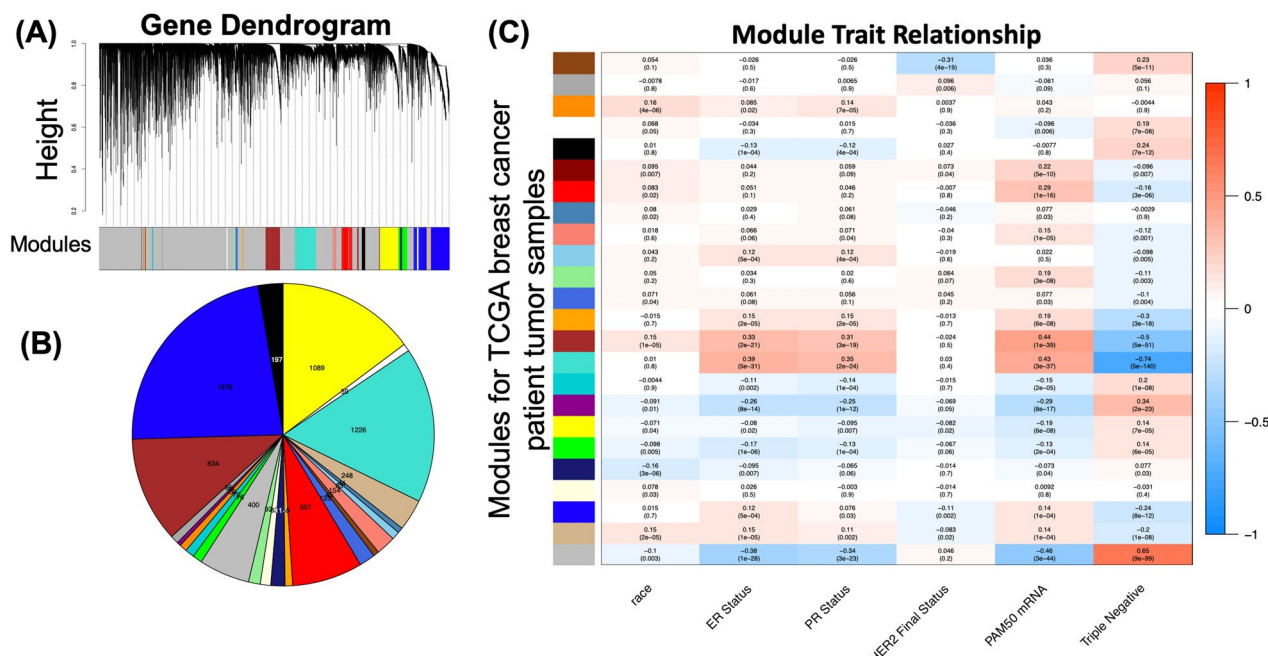 (A)
Gene Dendrogram
Height
1.0
0.8
0.6
0.4
0.2
Modules
(B)
197
1089
59
1226
248
154
557
92
400
834
(C)
Module Trait Relationship
Modules for TCGA breast cancer
patient tumor samples
0.054 −0.026 −0.026 −0.31 0.036 0.23
(0.1) (0.5) (0.5) (4e−19) (0.3) (5e−11)
−0.0078 −0.017 0.0065 0.096 −0.061 0.056
(0.8) (0.6) (0.9) (0.006) (0.09) (0.1)
0.16 0.085 0.14 0.0037 0.043 −0.0044
(4e−06) (0.02) (7e−05) (0.9) (0.2) (0.9)
0.068 −0.034 0.015 −0.036 −0.096 0.19
(0.05) (0.3) (0.7) (0.3) (0.006) (7e−08)
0.01 −0.13 −0.12 0.027 −0.0077 0.24
(0.8) (1e−04) (4e−04) (0.4) (0.8) (7e−12)
0.095 0.044 0.059 0.073 0.22 −0.096
(0.007) (0.2) (0.09) (0.04) (5e−10) (0.007)
0.083 0.051 0.046 −0.007 0.29 −0.16
(0.02) (0.1) (0.2) (0.8) (1e−16) (3e−06)
0.08 0.029 0.061 −0.046 0.077 −0.0029
(0.02) (0.4) (0.08) (0.2) (0.03) (0.9)
0.018 0.066 0.071 −0.04 0.15 −0.12
(0.6) (0.06) (0.04) (0.3) (1e−05) (0.001)
0.043 0.12 0.12 −0.019 0.022 −0.098
(0.2) (5e−04) (4e−04) (0.6) (0.5) (0.005)
0.05 0.034 0.02 0.064 0.19 −0.11
(0.2) (0.3) (0.6) (0.07) (3e−08) (0.003)
0.071 0.061 0.056 0.045 0.077 −0.1
(0.04) (0.08) (0.1) (0.2) (0.03) (0.004)
−0.015 0.15 0.15 −0.013 0.19 −0.3
(0.7) (2e−05) (2e−05) (0.7) (6e−08) (3e−18)
0.15 0.33 0.31 −0.024 0.44 −0.5
(1e−05) (2e−21) (3e−19) (0.5) (1e−39) (5e−51)
0.01 0.39 0.35 0.03 0.43 −0.74
(0.8) (5e−31) (2e−24) (0.4) (3e−37) (5e−140)
−0.0044 −0.11 −0.14 −0.015 −0.15 0.2
(0.9) (0.002) (1e−04) (0.7) (2e−05) (1e−08)
−0.091 −0.26 −0.25 −0.069 −0.29 0.34
(0.01) (8e−14) (1e−12) (0.05) (8e−17) (2e−23)
−0.071 −0.08 −0.095 −0.082 −0.19 0.14
(0.04) (0.02) (0.007) (0.02) (6e−08) (7e−05)
−0.098 −0.17 −0.13 −0.067 −0.13 0.14
(0.005) (1e−06) (1e−04) (0.06) (2e−04) (6e−05)
−0.16 −0.095 −0.065 −0.014 −0.073 0.077
(3e−06) (0.007) (0.06) (0.7) (0.04) (0.03)
0.078 0.026 −0.003 −0.014 0.0092 −0.031
(0.03) (0.5) (0.9) (0.7) (0.8) (0.4)
0.015 0.12 0.076 −0.11 0.14 −0.24
(0.7) (5e−04) (0.03) (0.002) (1e−04) (8e−12)
0.15 0.15 0.11 −0.083 0.14 −0.2
(2e−05) (1e−05) (0.002) (0.02) (1e−04) (1e−08)
−0.1 −0.38 −0.34 0.046 −0.46 0.65
(0.003) (1e−28) (3e−23) (0.2) (3e−44) (9e−99)
race
ER Status
PR Status
HER2 Final Status
PAM50 mRNA
Triple Negative
1
0.5
0
−0.5
−1